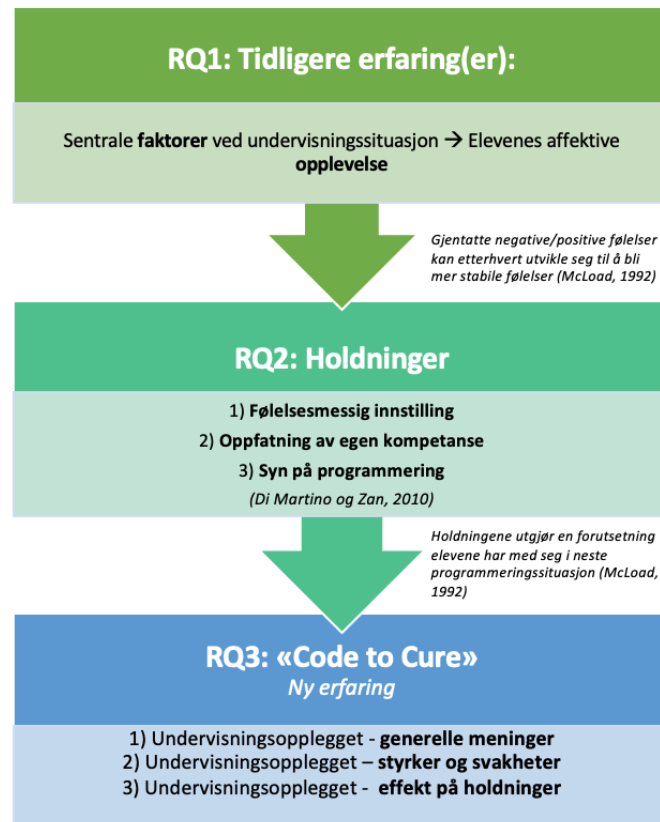 RQ1: Tidligere erfaring(er):
Sentrale faktorer ved undervisningssituasjon → Elevenes affektive
opplevelse
Gjentatte negative/positive følelser
kan etterhvert utvikle seg til å bli
mer stabile følelser (McLoad, 1992)
RQ2: Holdninger
1) Følelsesmessig innstilling
2) Oppfatning av egen kompetanse
3) Syn på programmering
(Di Martino og Zan, 2010)
Holdningene utgjør en forutsetning
elevene har med seg i neste
programmeringssituasjon (McLoad,
1992)
RQ3: «Code to Cure»
Ny erfaring
1) Undervisningsopplegget - generelle meninger
2) Undervisningsopplegget – styrker og svakheter
3) Undervisningsopplegget - effekt på holdninger